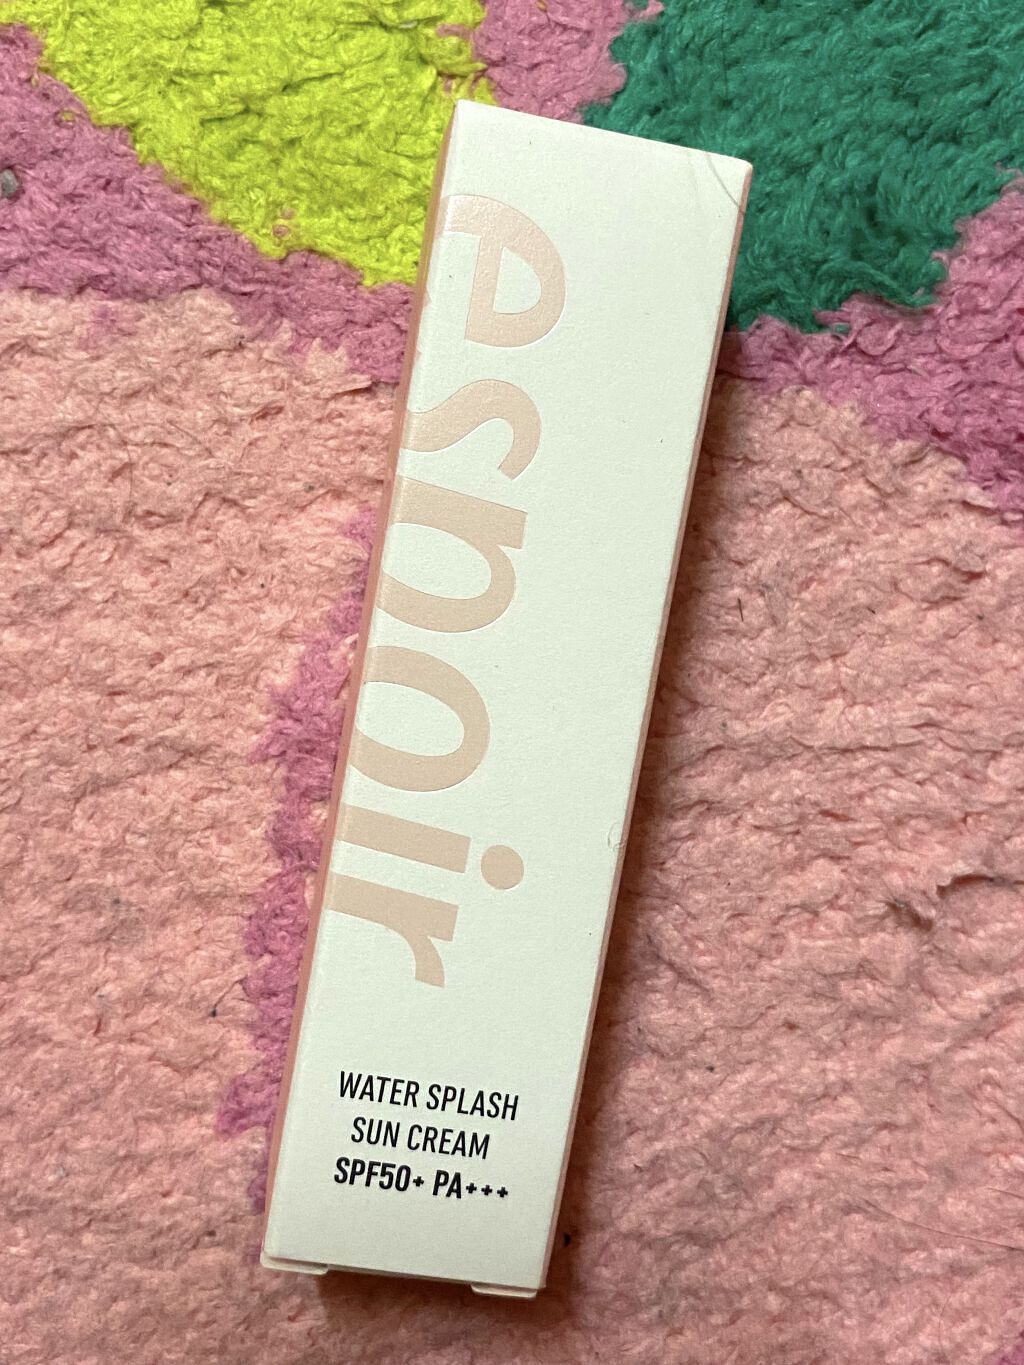 espoir
WATER SPLASH
SUN CREAM
SPF50+ PA+++